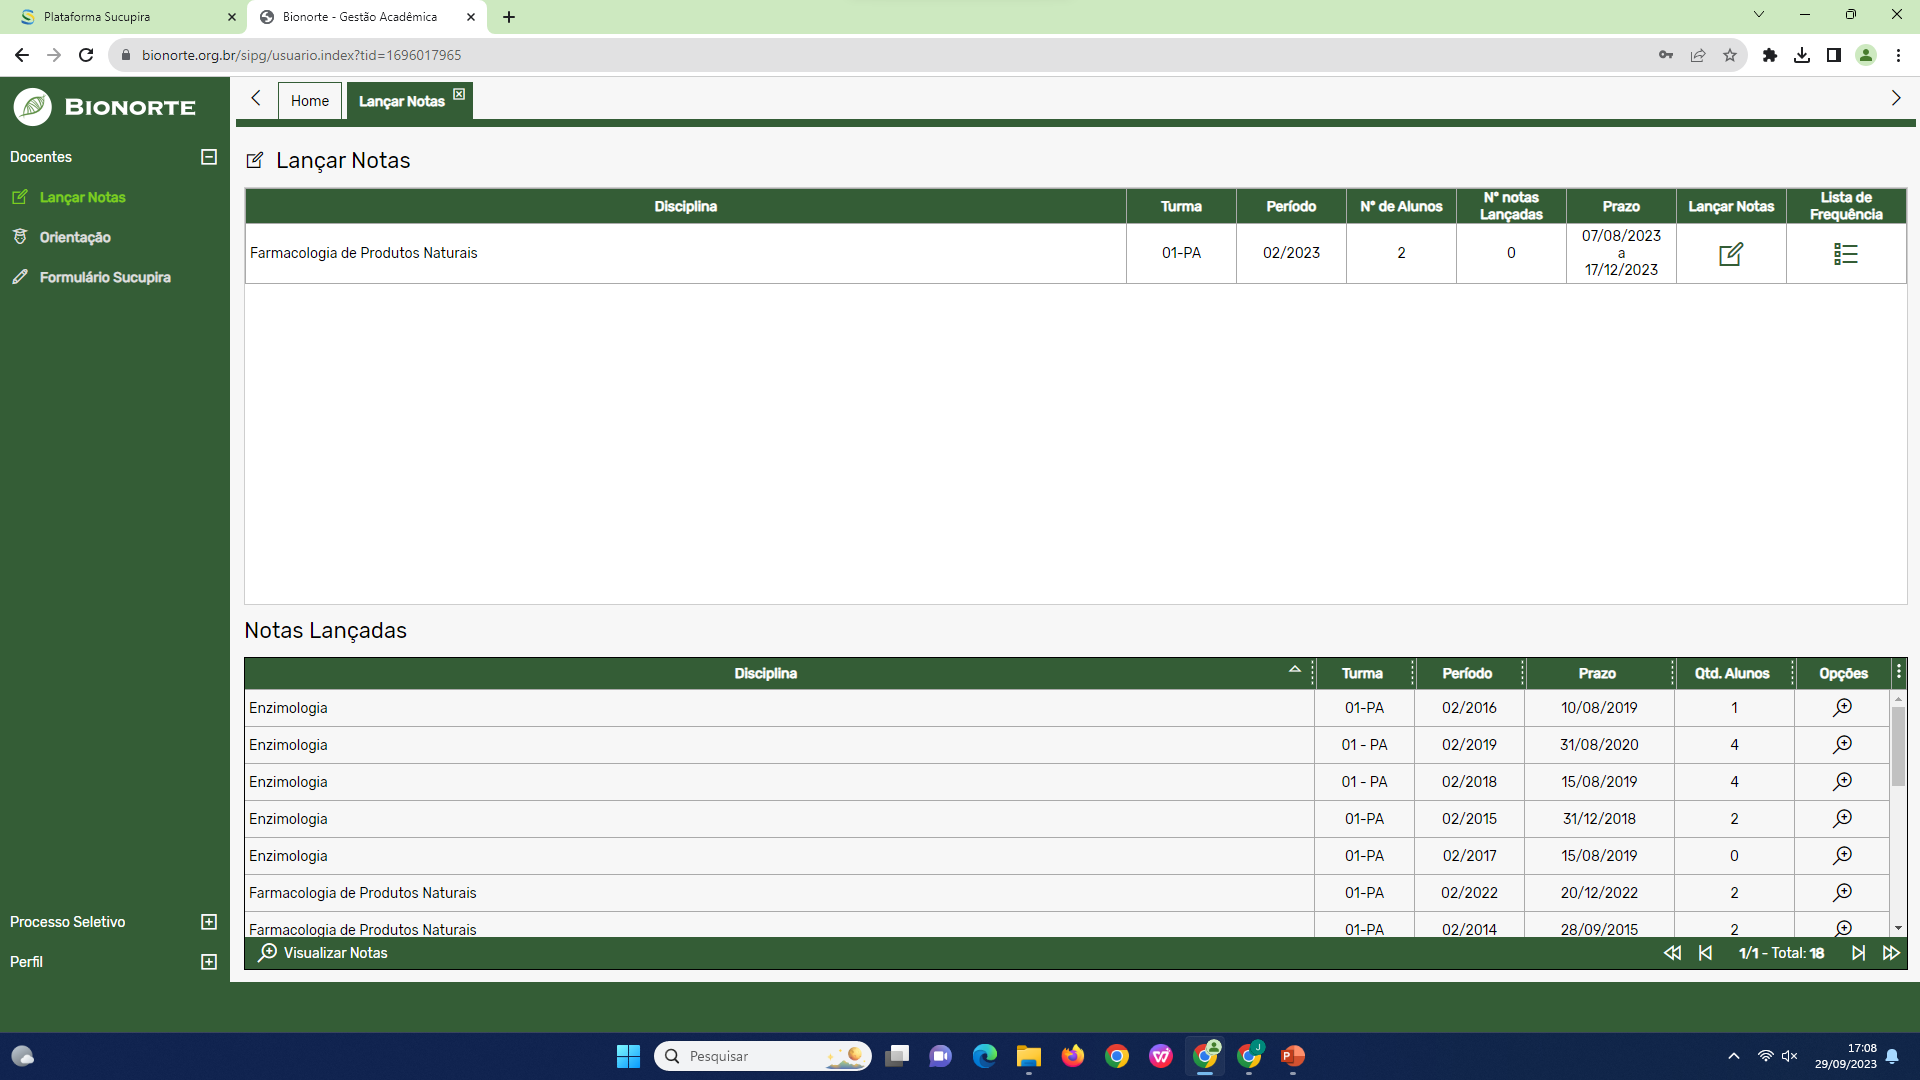 Plataforma Sucupira
Bionorte - Gestão Acadêmica
bionorte.org.br/sipg/usuario.index?tid=1696017965
BIONORTE
Docentes
Lançar Notas
Orientação
Formulário Sucupira
Processo Seletivo
Perfil
Home
Lançar Notas
Lançar Notas
Disciplina Turma Período N° de Alunos N° notas Lançadas Prazo Lançar Notas Lista de Frequência
Farmacologia de Produtos Naturais 01-PA 02/2023 2 0 07/08/2023 a 17/12/2023
Notas Lançadas
Disciplina Turma Período Prazo Qtd. Alunos Opções
Enzimologia 01-PA 02/2016 10/08/2019 1
Enzimologia 01 - PA 02/2019 31/08/2020 4
Enzimologia 01 - PA 02/2018 15/08/2019 4
Enzimologia 01-PA 02/2015 31/12/2018 2
Enzimologia 01-PA 02/2017 15/08/2019 0
Farmacologia de Produtos Naturais 01-PA 02/2022 20/12/2022 2
Farmacologia de Produtos Naturais 01-PA 02/2014 28/09/2015 2
Visualizar Notas
1/1 - Total: 18
Pesquisar
17:08
29/09/2023